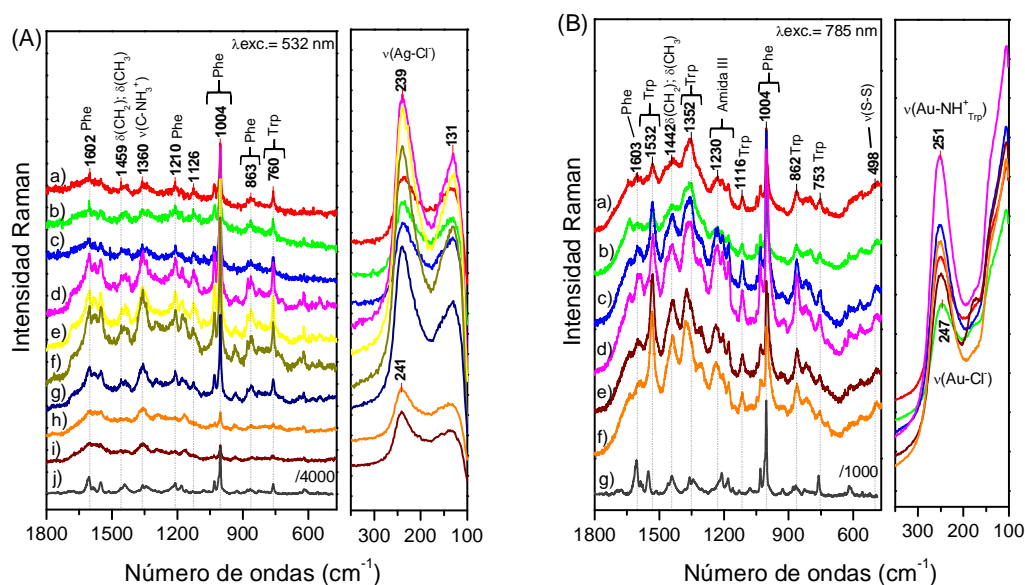 (A)
λexc.= 532 nm
Intensidad Raman
1602 Phe
1459 δ(CH2); δ(CH3)
1360 ν(C-NH3+)
1210 Phe
1126
1004
Phe
863
Phe
760
Trp
a)
b)
c)
d)
e)
f)
g)
h)
i)
j)
/4000
1800 1500 1200 900 600
ν(Ag-Cl-)
239
131
241
300 200 100
Número de ondas (cm-1)
(B)
λexc.= 785 nm
Intensidad Raman
1603
Phe
1532
Trp
1442 δ(CH2); δ(CH3)
1352
Trp
1230
Amida III
1116 Trp
1004
Phe
862 Trp
753 Trp
498
ν(S-S)
a)
b)
c)
d)
e)
f)
g)
/1000
1800 1500 1200 900 600
ν(Au-NH+Trp)
251
247
ν(Au-Cl-)
300 200 100
Número de ondas (cm-1)